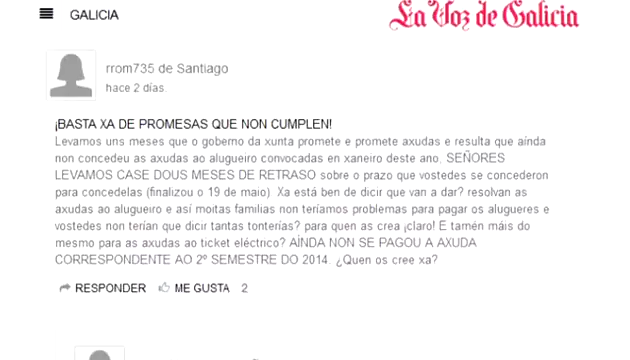 GALICIA
La Voz de Galicia
rrom735 de Santiago
hace 2 días.
¡BASTA XA DE PROMESAS QUE NON CUMPLEN!
Levamos uns meses que o goberno da xunta promete e promete axudas e resulta que aínda
non concedeu as axudas ao alugueiro convocadas en xaneiro deste ano. SEÑORES
LEVAMOS CASE DOUS MESES DE RETRASO sobre o prazo que vostedes se concederon
para concedelas (finalizou o 19 de maio). Xa está ben de dicir que van a dar? resolvan as
axudas ao alugueiro e así moitas familias non teríamos problemas para pagar os alugueres e
vostedes non terían que dicir tantas tonterías? para quen as crea ¡claro! E tamén máis do
mesmo para as axudas ao ticket eléctrico? AÍNDA NON SE PAGOU A AXUDA
CORRESPONDENTE AO 2º SEMESTRE DO 2014. ¿Quen os cree xa?
RESPONDER ME GUSTA 2